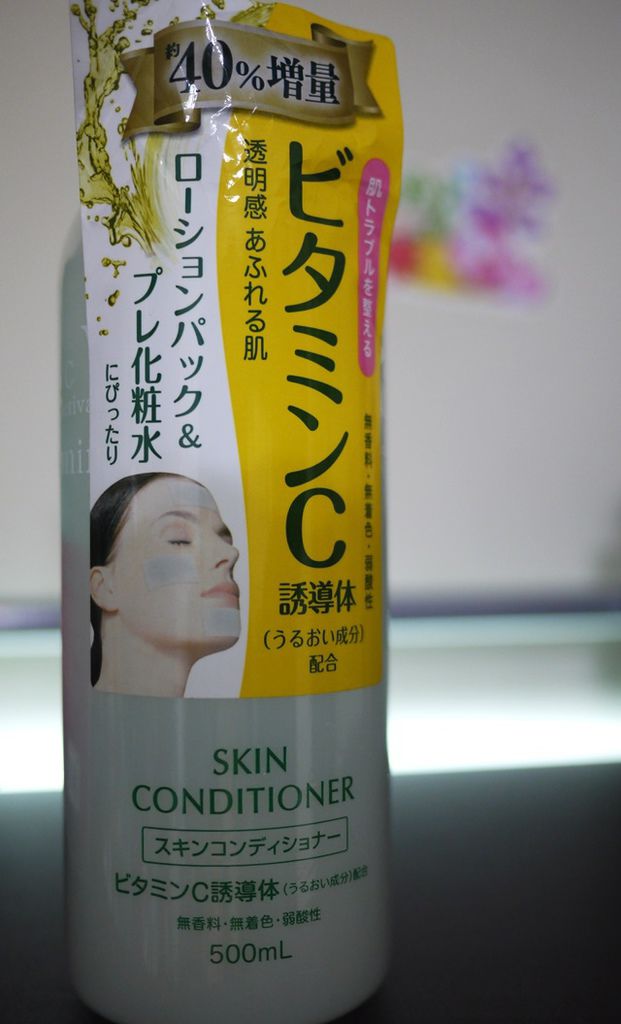 約40%増量
肌トラブルを整える
ビタミンC
誘導体
(うるおい成分)
配合
無香料・無着色・弱酸性
透明感 あふれる肌
ローションパック&
プレ化粧水
にぴったり
SKIN
CONDITIONER
スキンコンディショナー
ビタミンC誘導体(うるおい成分)配合
無香料・無着色・弱酸性
500mL